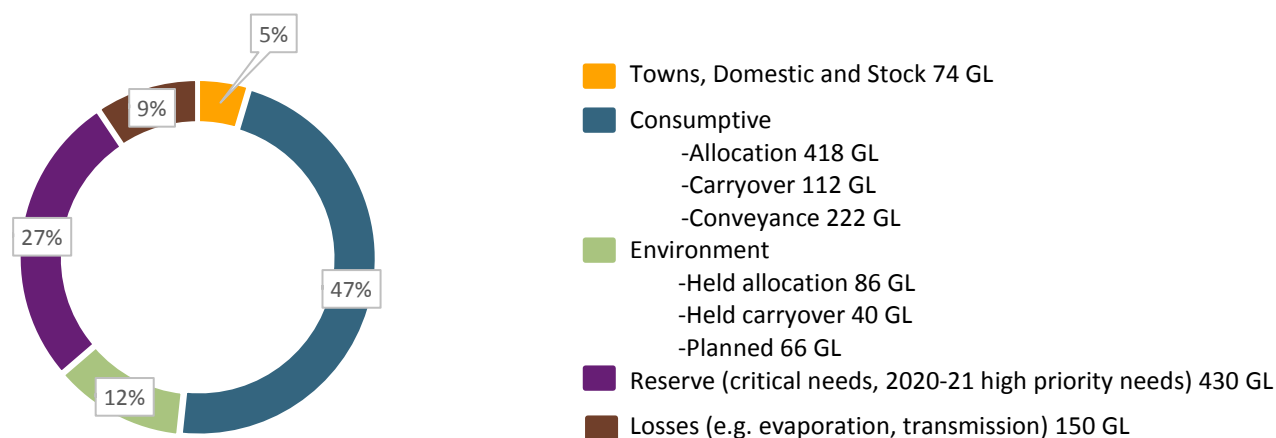 5%
9%
27%
47%
12%
Towns, Domestic and Stock 74 GL
Consumptive
-Allocation 418 GL
-Carryover 112 GL
-Conveyance 222 GL
Environment
-Held allocation 86 GL
-Held carryover 40 GL
-Planned 66 GL
Reserve (critical needs, 2020-21 high priority needs) 430 GL
Losses (e.g. evaporation, transmission) 150 GL